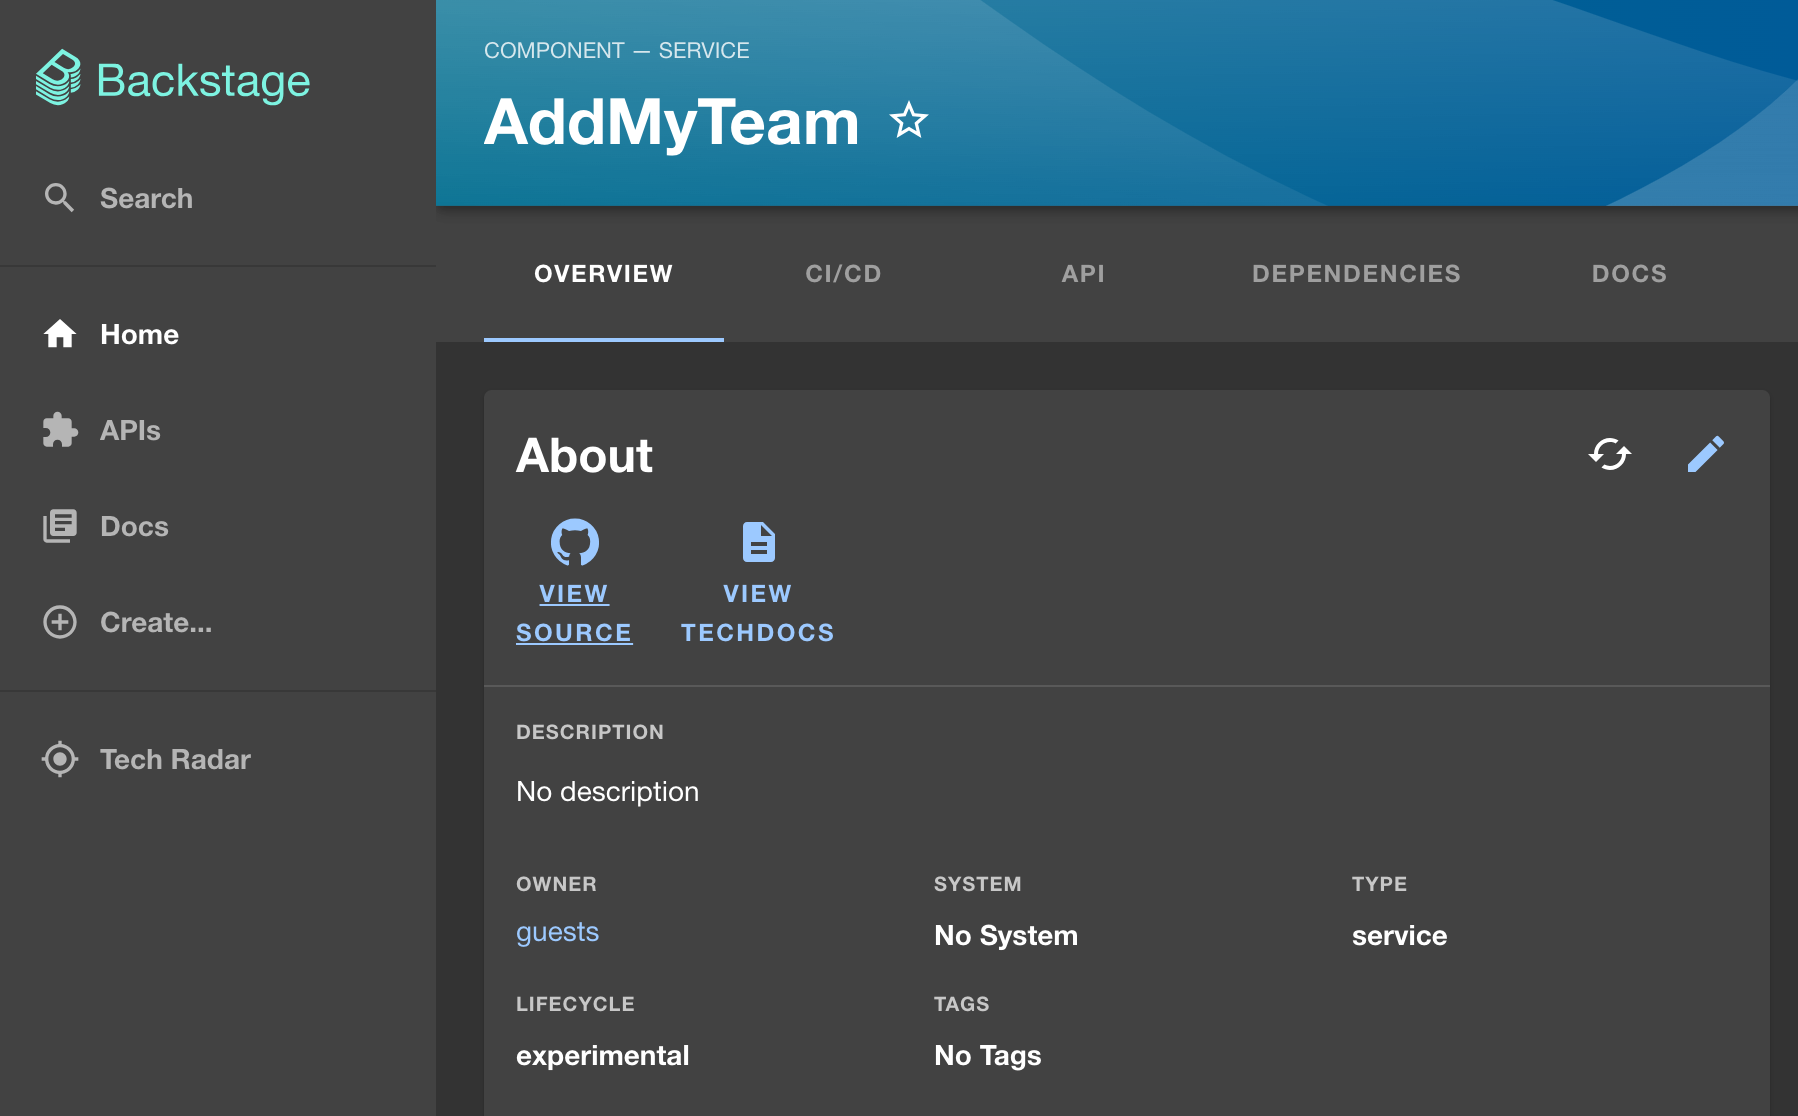 Backstage
Search
Home
APIs
Docs
Create...
Tech Radar
COMPONENT — SERVICE
AddMyTeam
OVERVIEW
CI/CD
API
DEPENDENCIES
DOCS
About
VIEW
SOURCE
VIEW
TECHDOCS
DESCRIPTION
No description
OWNER
guests
SYSTEM
No System
TYPE
service
LIFECYCLE
experimental
TAGS
No Tags